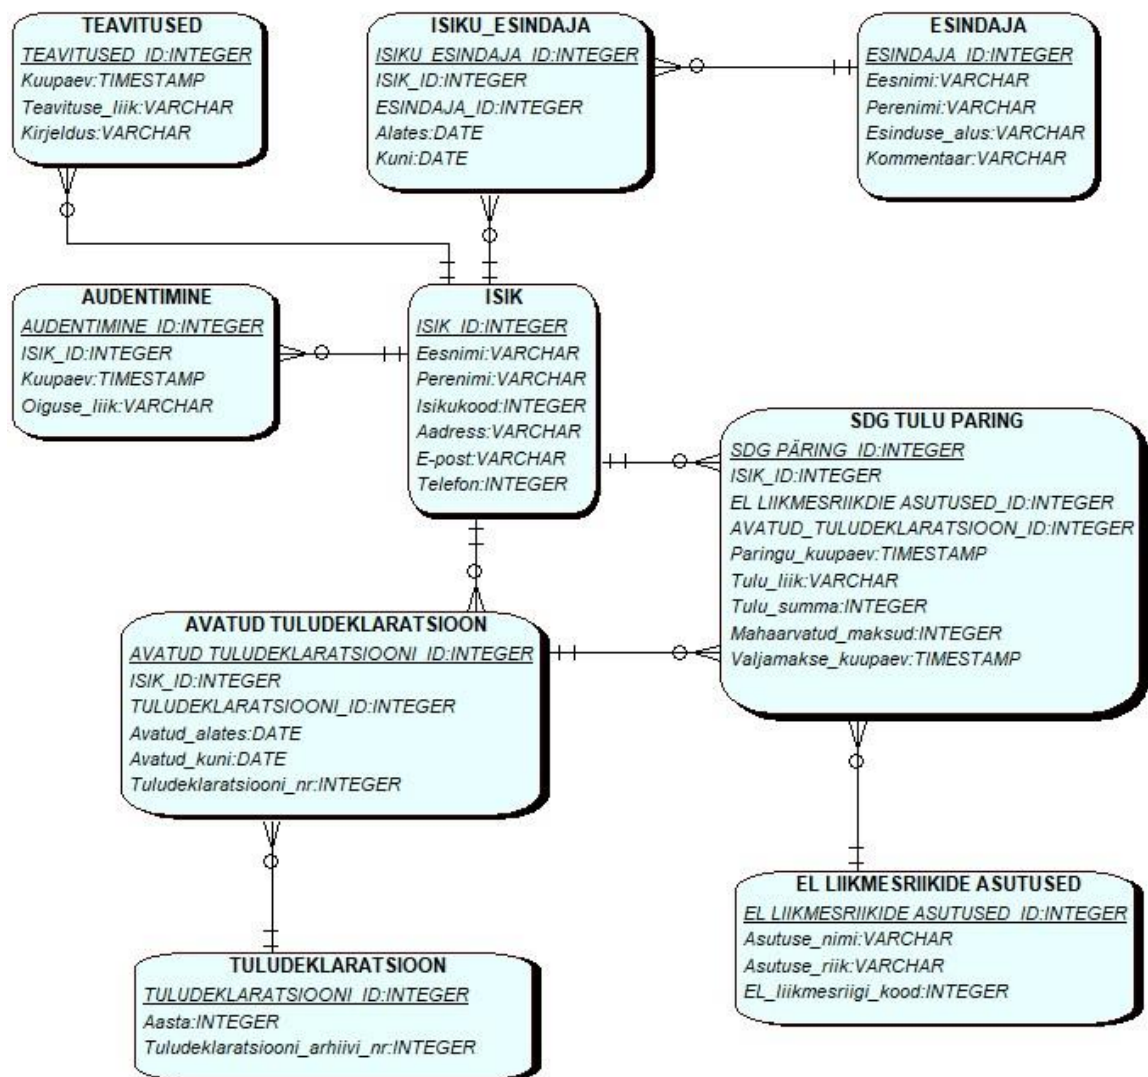 TEAVITUSED
TEAVITUSED_ID:INTEGER
Kuupaev:TIMESTAMP
Teavituse_liik:VARCHAR
Kirjeldus:VARCHAR
ISIKU_ESINDAJA
ISIKU_ESINDAJA_ID:INTEGER
ISIK_ID:INTEGER
ESINDAJA_ID:INTEGER
Alates:DATE
Kuni:DATE
ESINDAJA
ESINDAJA_ID:INTEGER
Eesnimi:VARCHAR
Perenimi:VARCHAR
Esinduse_alus:VARCHAR
Kommentaar:VARCHAR
AUDENTIMINE
AUDENTIMINE_ID:INTEGER
ISIK_ID:INTEGER
Kuupaev:TIMESTAMP
Oiguse_liik:VARCHAR
ISIK
ISIK_ID:INTEGER
Eesnimi:VARCHAR
Perenimi:VARCHAR
Isikukood:INTEGER
Aadress:VARCHAR
E-post:VARCHAR
Telefon:INTEGER
SDG TULU PARING
SDG PÄRING_ID:INTEGER
ISIK_ID:INTEGER
EL LIIKMESRIIKDIE ASUTUSED_ID:INTEGER
AVATUD_TULUDEKLARATSIOON_ID:INTEGER
Paringu_kuupaev:TIMESTAMP
Tulu_liik:VARCHAR
Tulu_summa:INTEGER
Mahaarvatud_maksud:INTEGER
Valjamakse_kuupaev:TIMESTAMP
AVATUD TULUDEKLARATSIOON
AVATUD TULUDEKLARATSIOONI_ID:INTEGER
ISIK_ID:INTEGER
TULUDEKLARATSIOONI_ID:INTEGER
Avatud_alates:DATE
Avatud_kuni:DATE
Tuludeklaratsiooni_nr:INTEGER
EL LIIKMESRIIKIDE ASUTUSED
EL LIIKMESRIIKIDE ASUTUSED_ID:INTEGER
Asutuse_nimi:VARCHAR
Asutuse_riik:VARCHAR
EL_liikmesriigi_kood:INTEGER
TULUDEKLARATSIOON
TULUDEKLARATSIOONI_ID:INTEGER
Aasta:INTEGER
Tuludeklaratsiooni_arhiivi_nr:INTEGER